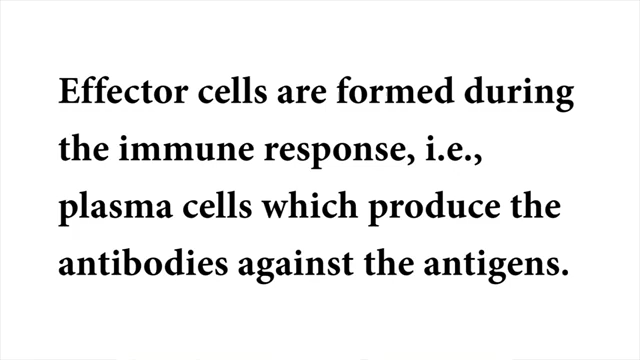 Effector cells are formed during
the immune response, i.e.,
plasma cells which produce the
antibodies against the antigens.